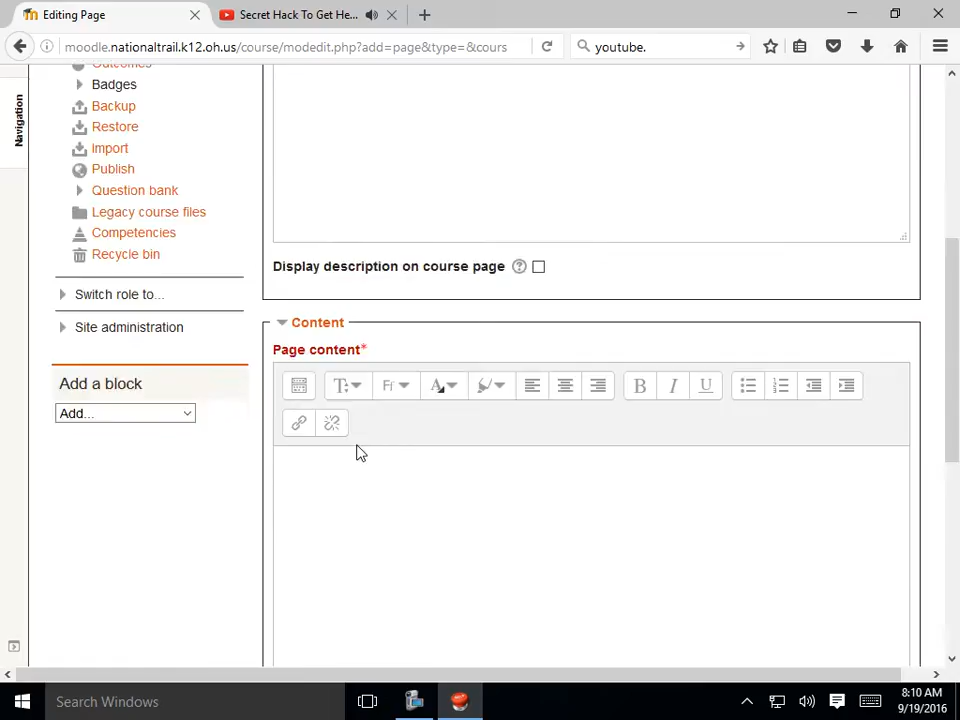 Editing Page
Secret Hack To Get He...
moodle.nationaltrail.k12.oh.us/course/modedit.php?add=page&type=&cours
youtube.
Navigation
Outcomes
Badges
Backup
Restore
Import
Publish
Question bank
Legacy course files
Competencies
Recycle bin
Switch role to...
Site administration
Add a block
Add...
Display description on course page ?
Content
Page content*
T
Ff
A
B I U
Search Windows
8:10 AM
9/19/2016